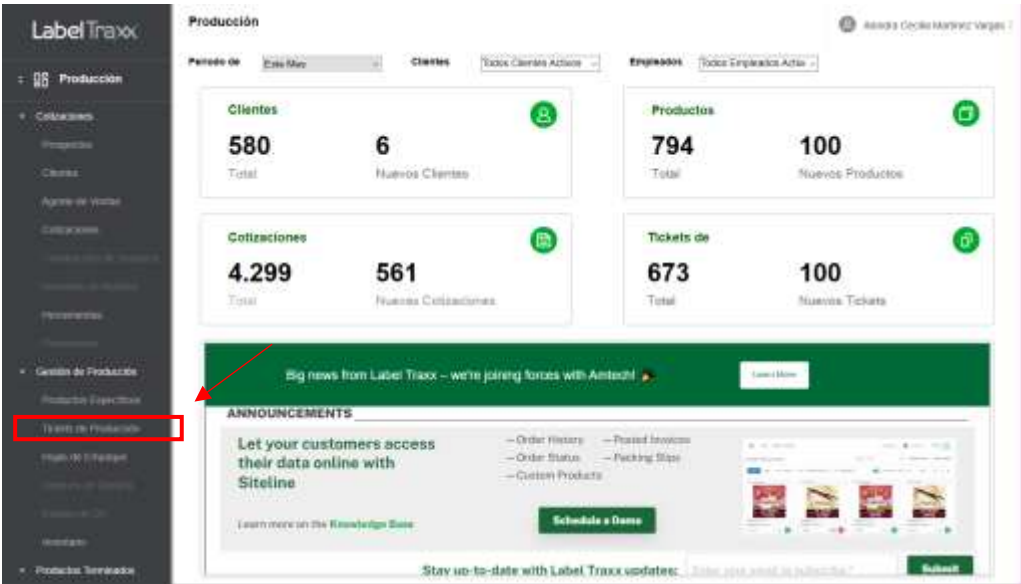 LabelTraxx
Producción
Periodo de Este Mes Clientes Todos Clientes Activos Empleados Todos Empleados Activ
Producción
Cotizaciones
Prospectos
Clientes
Agente de Ventas
Cotizaciones
Herramientas
Gestión de Producción
Productos Específicos
Tickets de Producción
Hojas de Empaque
Inventario
Productos Terminados
Clientes
580 6
Total Nuevos Clientes
Productos
794 100
Total Nuevos Productos
Cotizaciones
4.299 561
Total Nuevas Cotizaciones
Tickets de
673 100
Total Nuevos Tickets
Big news from Label Traxx – we're joining forces with Amtech! Learn More
ANNOUNCEMENTS
Let your customers access
their data online with
Siteline
— Order History — Posted Invoices
— Order Status — Packing Slips
— Custom Products
Learn more on the Knowledge Base
Schedule a Demo
Stay up-to-date with Label Traxx updates: Enter your email to subscribe * Submit